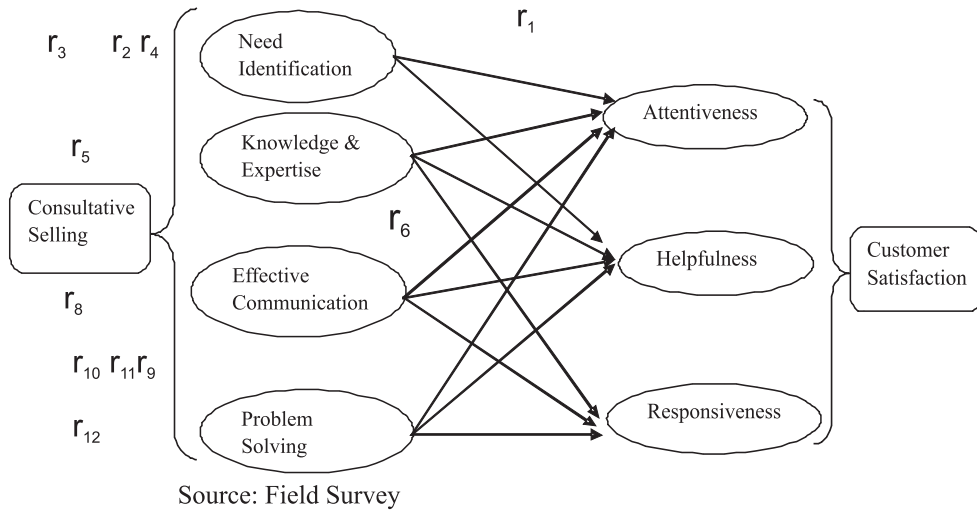 r1
r3 r2 r4
Need
Identification
Attentiveness
r5
Knowledge &
Expertise
Consultative
Selling
r6
Effective
Communication
Helpfulness
Customer
Satisfaction
r8
r10 r11 r9
r12
Problem
Solving
Responsiveness
Source: Field Survey